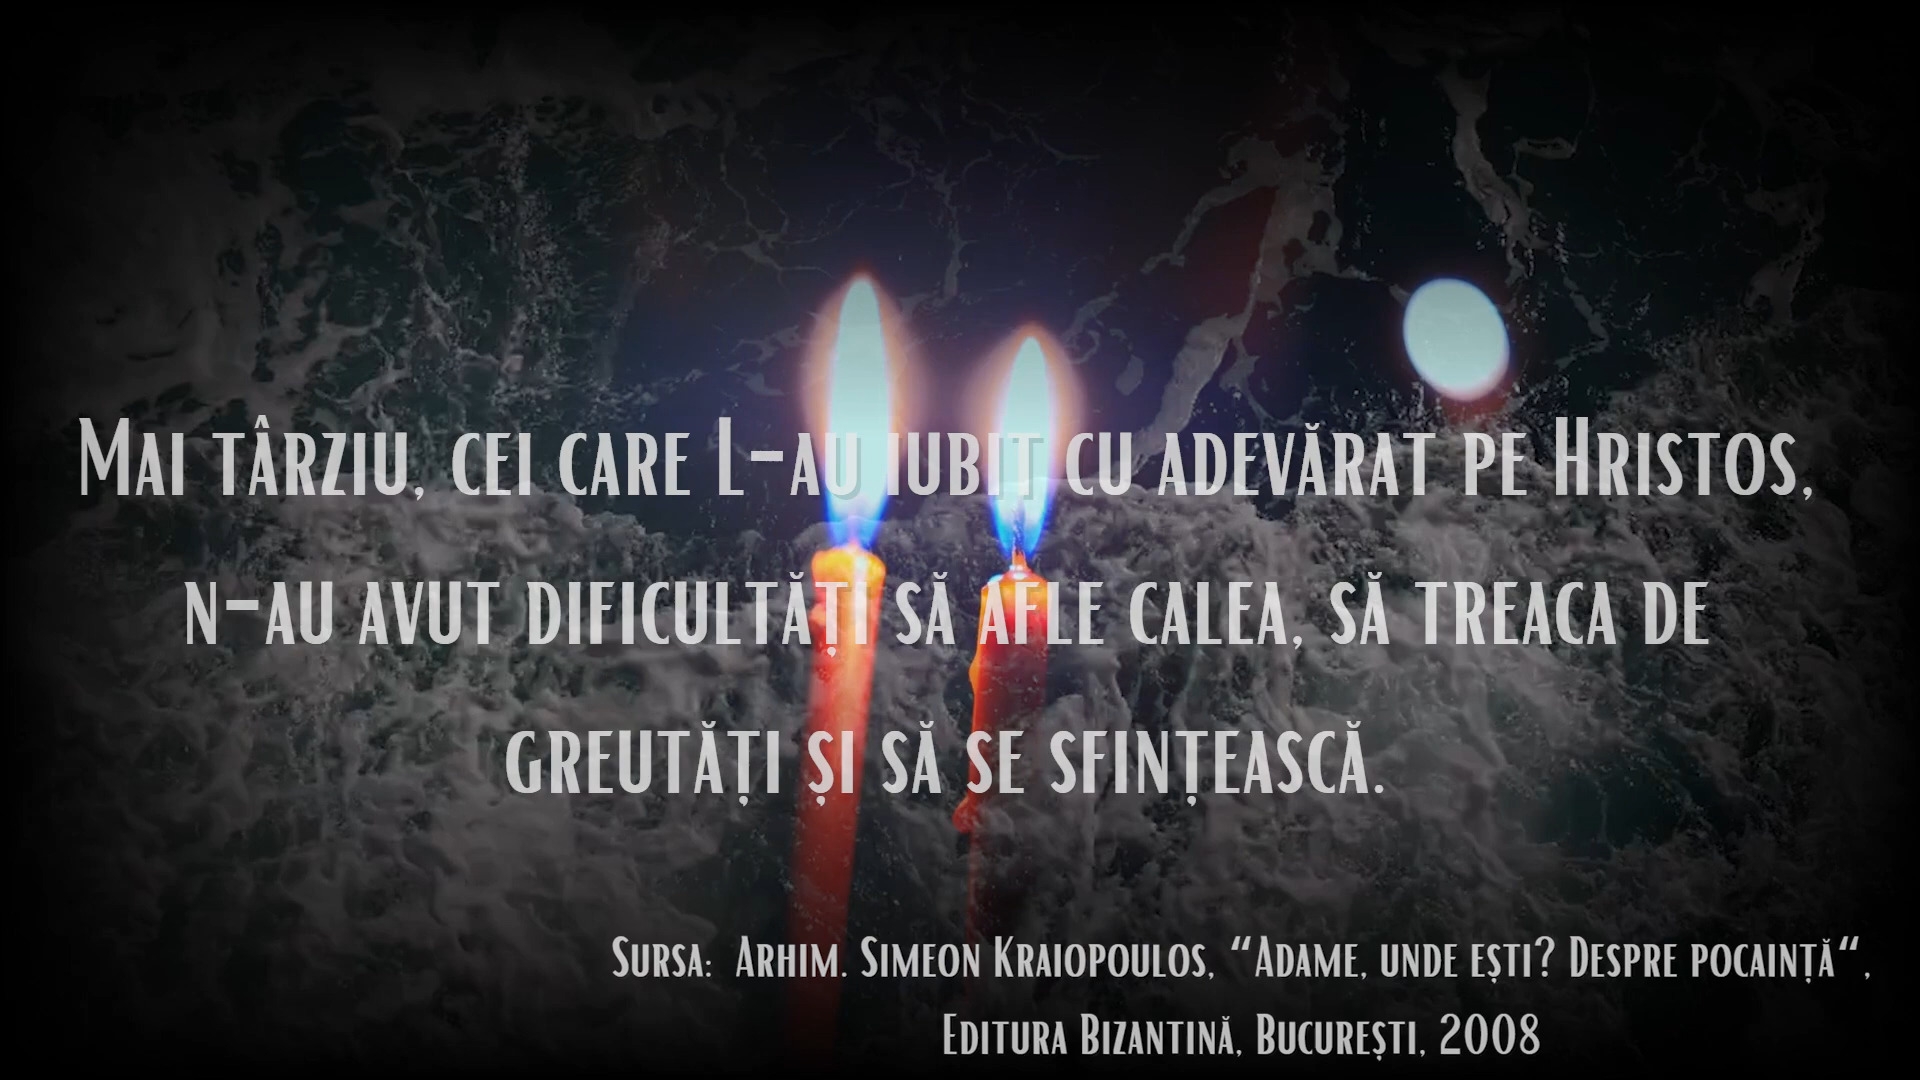 Mai târziu, cei care L-au iubit cu adevărat pe Hristos,
n-au avut dificultăți să afle calea, să treaca de
greutăți și să se sfințească.
Sursa: Arhim. Simeon Kraiopoulos, “Adame, unde ești? Despre pocaință“,
Editura Bizantină, București, 2008